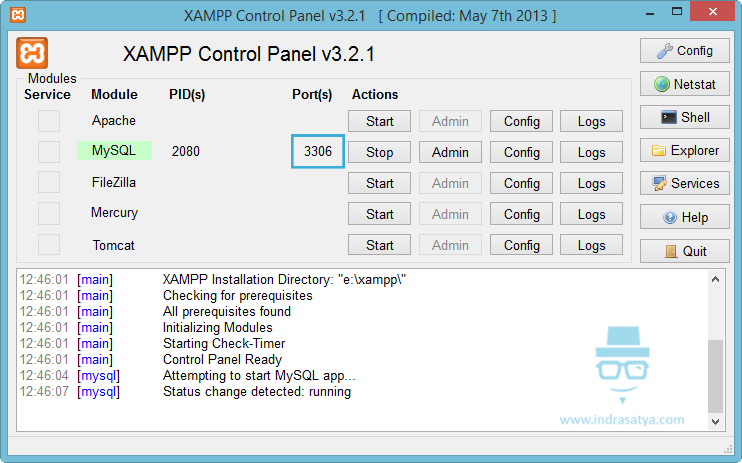 XAMPP Control Panel v3.2.1 [ Compiled: May 7th 2013 ]
XAMPP Control Panel v3.2.1
Config
Modules
Service Module PID(s) Port(s) Actions
Netstat
Apache Start Admin Config Logs
Shell
MySQL 2080 3306 Stop Admin Config Logs
Explorer
FileZilla Start Admin Config Logs
Services
Mercury Start Admin Config Logs
Help
Tomcat Start Admin Config Logs
Quit
12:46:01 [main] XAMPP Installation Directory: "e:\xampp\"
12:46:01 [main] Checking for prerequisites
12:46:01 [main] All prerequisites found
12:46:01 [main] Initializing Modules
12:46:01 [main] Starting Check-Timer
12:46:01 [main] Control Panel Ready
12:46:04 [mysql] Attempting to start MySQL app...
12:46:07 [mysql] Status change detected: running
www.indrasatya.com